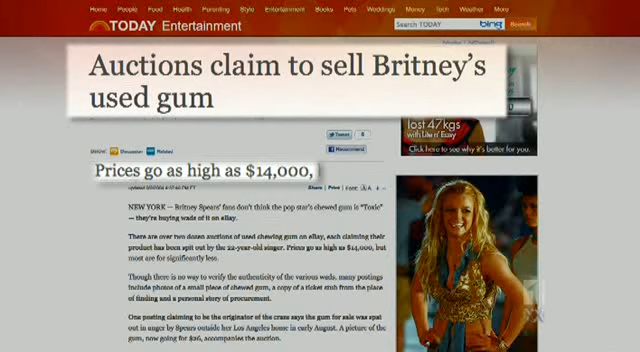 Home People Food Health Parenting Style Entertainment Books Pets Weddings Money Tech Weather More
TODAY Entertainment
Search TODAY bing Search
Auctions claim to sell Britney's
used gum
lost 47kgs
with Lite n' Easy
Click here to see why it's better for you.
Tweet 8
Discussion Related
Recommend
Prices go as high as $14,000,
Share | Print | Font: A A + -
NEW YORK — Britney Spears' fans don't think the pop star's chewed gum is "Toxic"
— they're buying wads of it on eBay.
There are over two dozen auctions of used chewing gum on eBay, each claiming their
product has been spit out by the 22-year-old singer. Prices go as high as $14,000, but
most are for significantly less.
Though there is no way to verify the authenticity of the various wads, many postings
include photos of a small piece of chewed gum, a copy of a ticket stub from the place
of finding and a personal story of procurement.
One posting claiming to be the originator of the craze says the gum for sale was spat
out in anger by Spears outside her Los Angeles home in early August. A picture of the
gum, now going for $26, accompanies the auction.